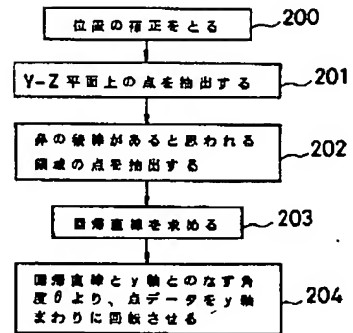 位置の補正をとる
200
Y-Z平面上の点を抽出する
201
鼻の稜線があると思われる
領域の点を抽出する
202
回帰直線を求める
203
回帰直線とy軸とのなす角
度θより、点データをy軸
まわりに回転させる
204